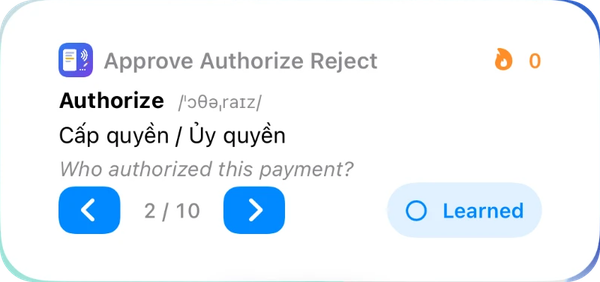 Approve Authorize Reject 0
Authorize /ˈɔθəˌraɪz/
Cấp quyền / Ủy quyền
Who authorized this payment?
2 / 10 Learned